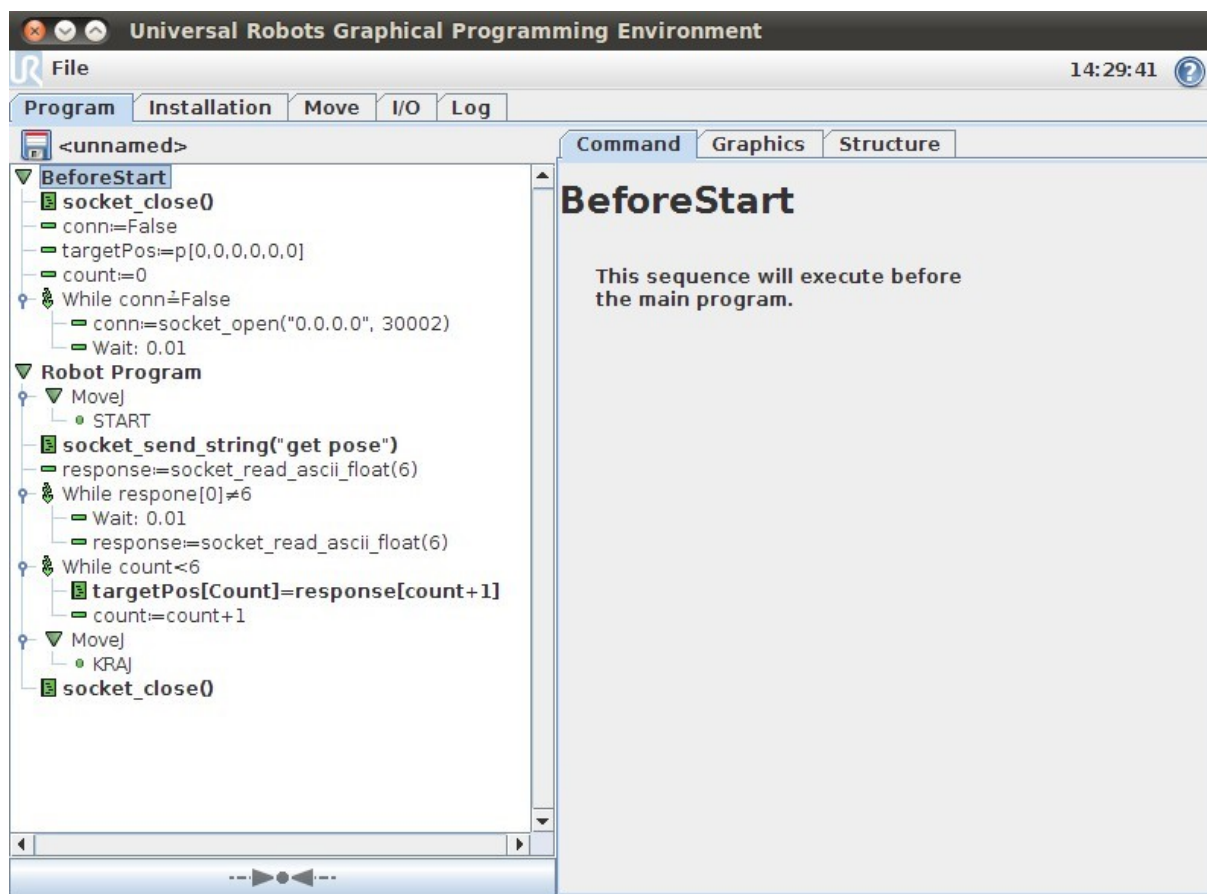 Universal Robots Graphical Programming Environment
UR File 14:29:41 ?
Program Installation Move I/O Log
<unnamed>
Command Graphics Structure
BeforeStart
socket_close()
conn:=False
targetPos:=p[0,0,0,0,0,0]
count:=0
While conn≟False
conn:=socket_open("0.0.0.0", 30002)
Wait: 0.01
Robot Program
MoveJ
START
socket_send_string("get pose")
response:=socket_read_ascii_float(6)
While respone[0]≠6
Wait: 0.01
response:=socket_read_ascii_float(6)
While count<6
targetPos[Count]=response[count+1]
count:=count+1
MoveJ
KRAJ
socket_close()
BeforeStart
This sequence will execute before
the main program.